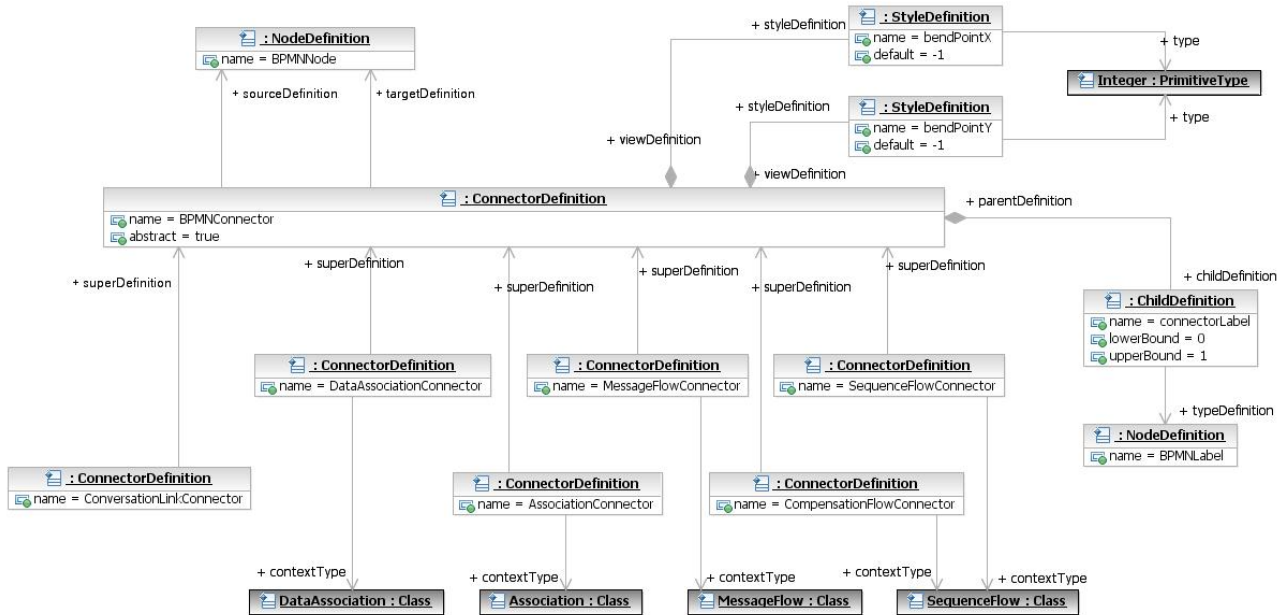 + styleDefinition
: StyleDefinition
name = bendPointX
default = -1
: NodeDefinition
name = BPMNNode
+ type
Integer : PrimitiveType
+ sourceDefinition
+ targetDefinition
+ styleDefinition
: StyleDefinition
name = bendPointY
default = -1
+ type
+ viewDefinition
+ viewDefinition
: ConnectorDefinition
name = BPMNConnector
abstract = true
+ parentDefinition
+ superDefinition
+ superDefinition
+ superDefinition
+ superDefinition
+ superDefinition
+ superDefinition
+ childDefinition
: ChildDefinition
name = connectorLabel
lowerBound = 0
upperBound = 1
: ConnectorDefinition
name = DataAssociationConnector
: ConnectorDefinition
name = MessageFlowConnector
: ConnectorDefinition
name = SequenceFlowConnector
+ typeDefinition
: NodeDefinition
name = BPMNLabel
: ConnectorDefinition
name = ConversationLinkConnector
: ConnectorDefinition
name = AssociationConnector
: ConnectorDefinition
name = CompensationFlowConnector
+ contextType
+ contextType
+ contextType
+ contextType
+ contextType
DataAssociation : Class
Association : Class
MessageFlow : Class
SequenceFlow : Class